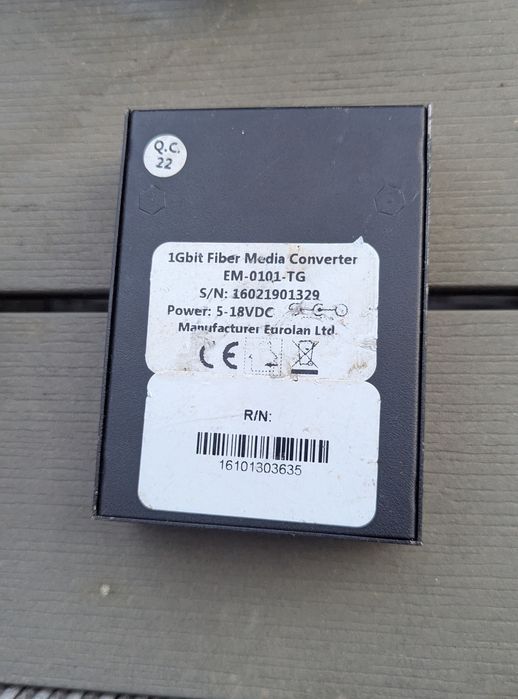 Q.C.
22
1Gbit Fiber Media Converter
EM-0101-TG
S/N: 16021901329
Power: 5-18VDC
Manufacturer Eurolan Ltd.
CE
R/N:
16101303635